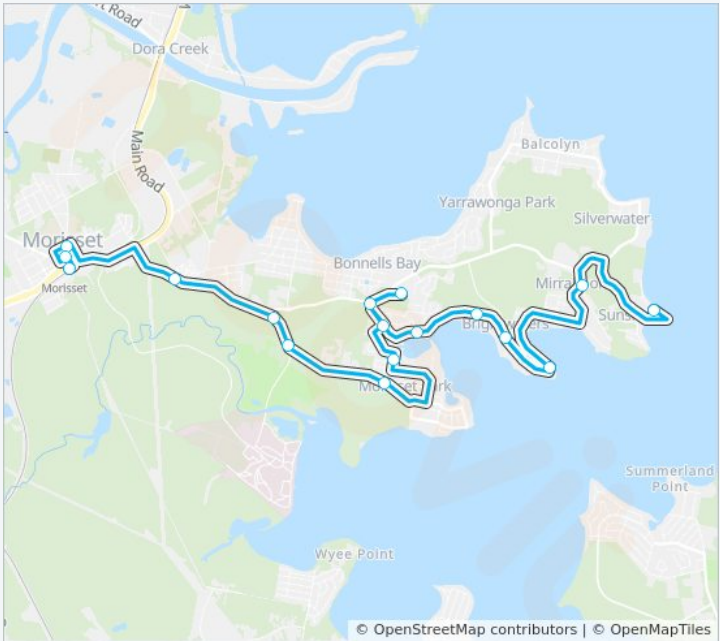 Road
Dora Creek
Main Road
Balcolyn
Yarrawonga Park
Silverwater
Morisset
Bonnells Bay
Morisset
Summerland
Point
Wyee Point
© OpenStreetMap contributors | © OpenMapTiles